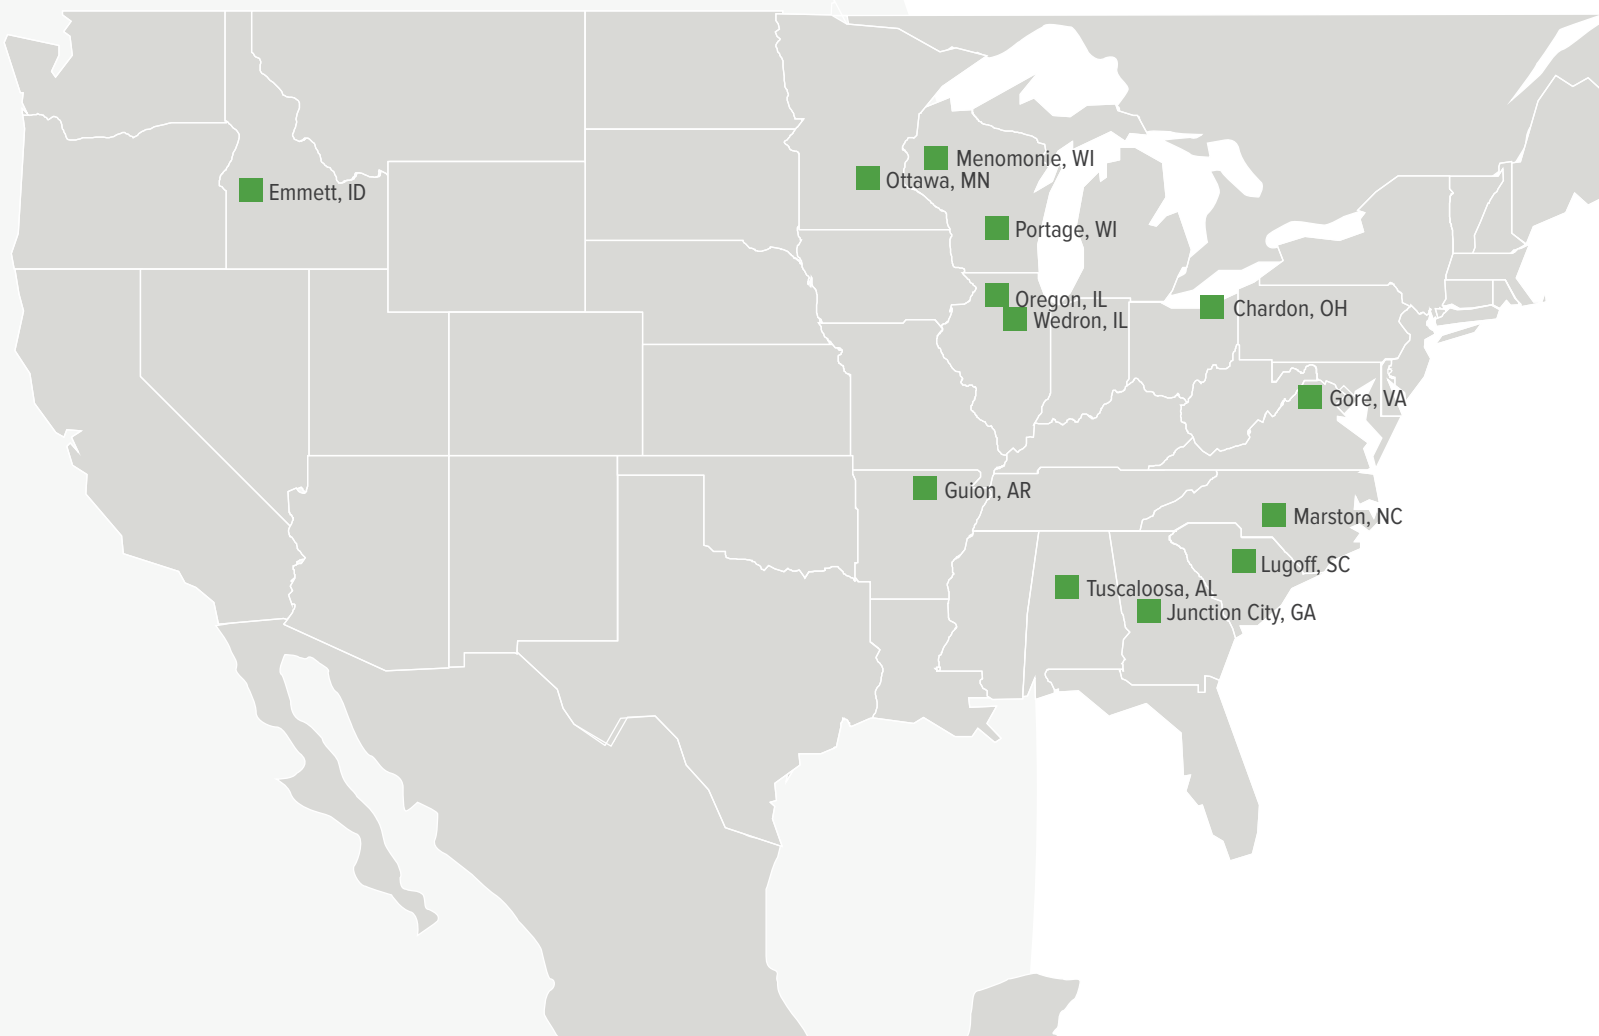 Menomonie, WI
Ottawa, MN
Emmett, ID
Portage, WI
Oregon, IL
Chardon, OH
Wedron, IL
Gore, VA
Guion, AR
Marston, NC
Lugoff, SC
Tuscaloosa, AL
Junction City, GA